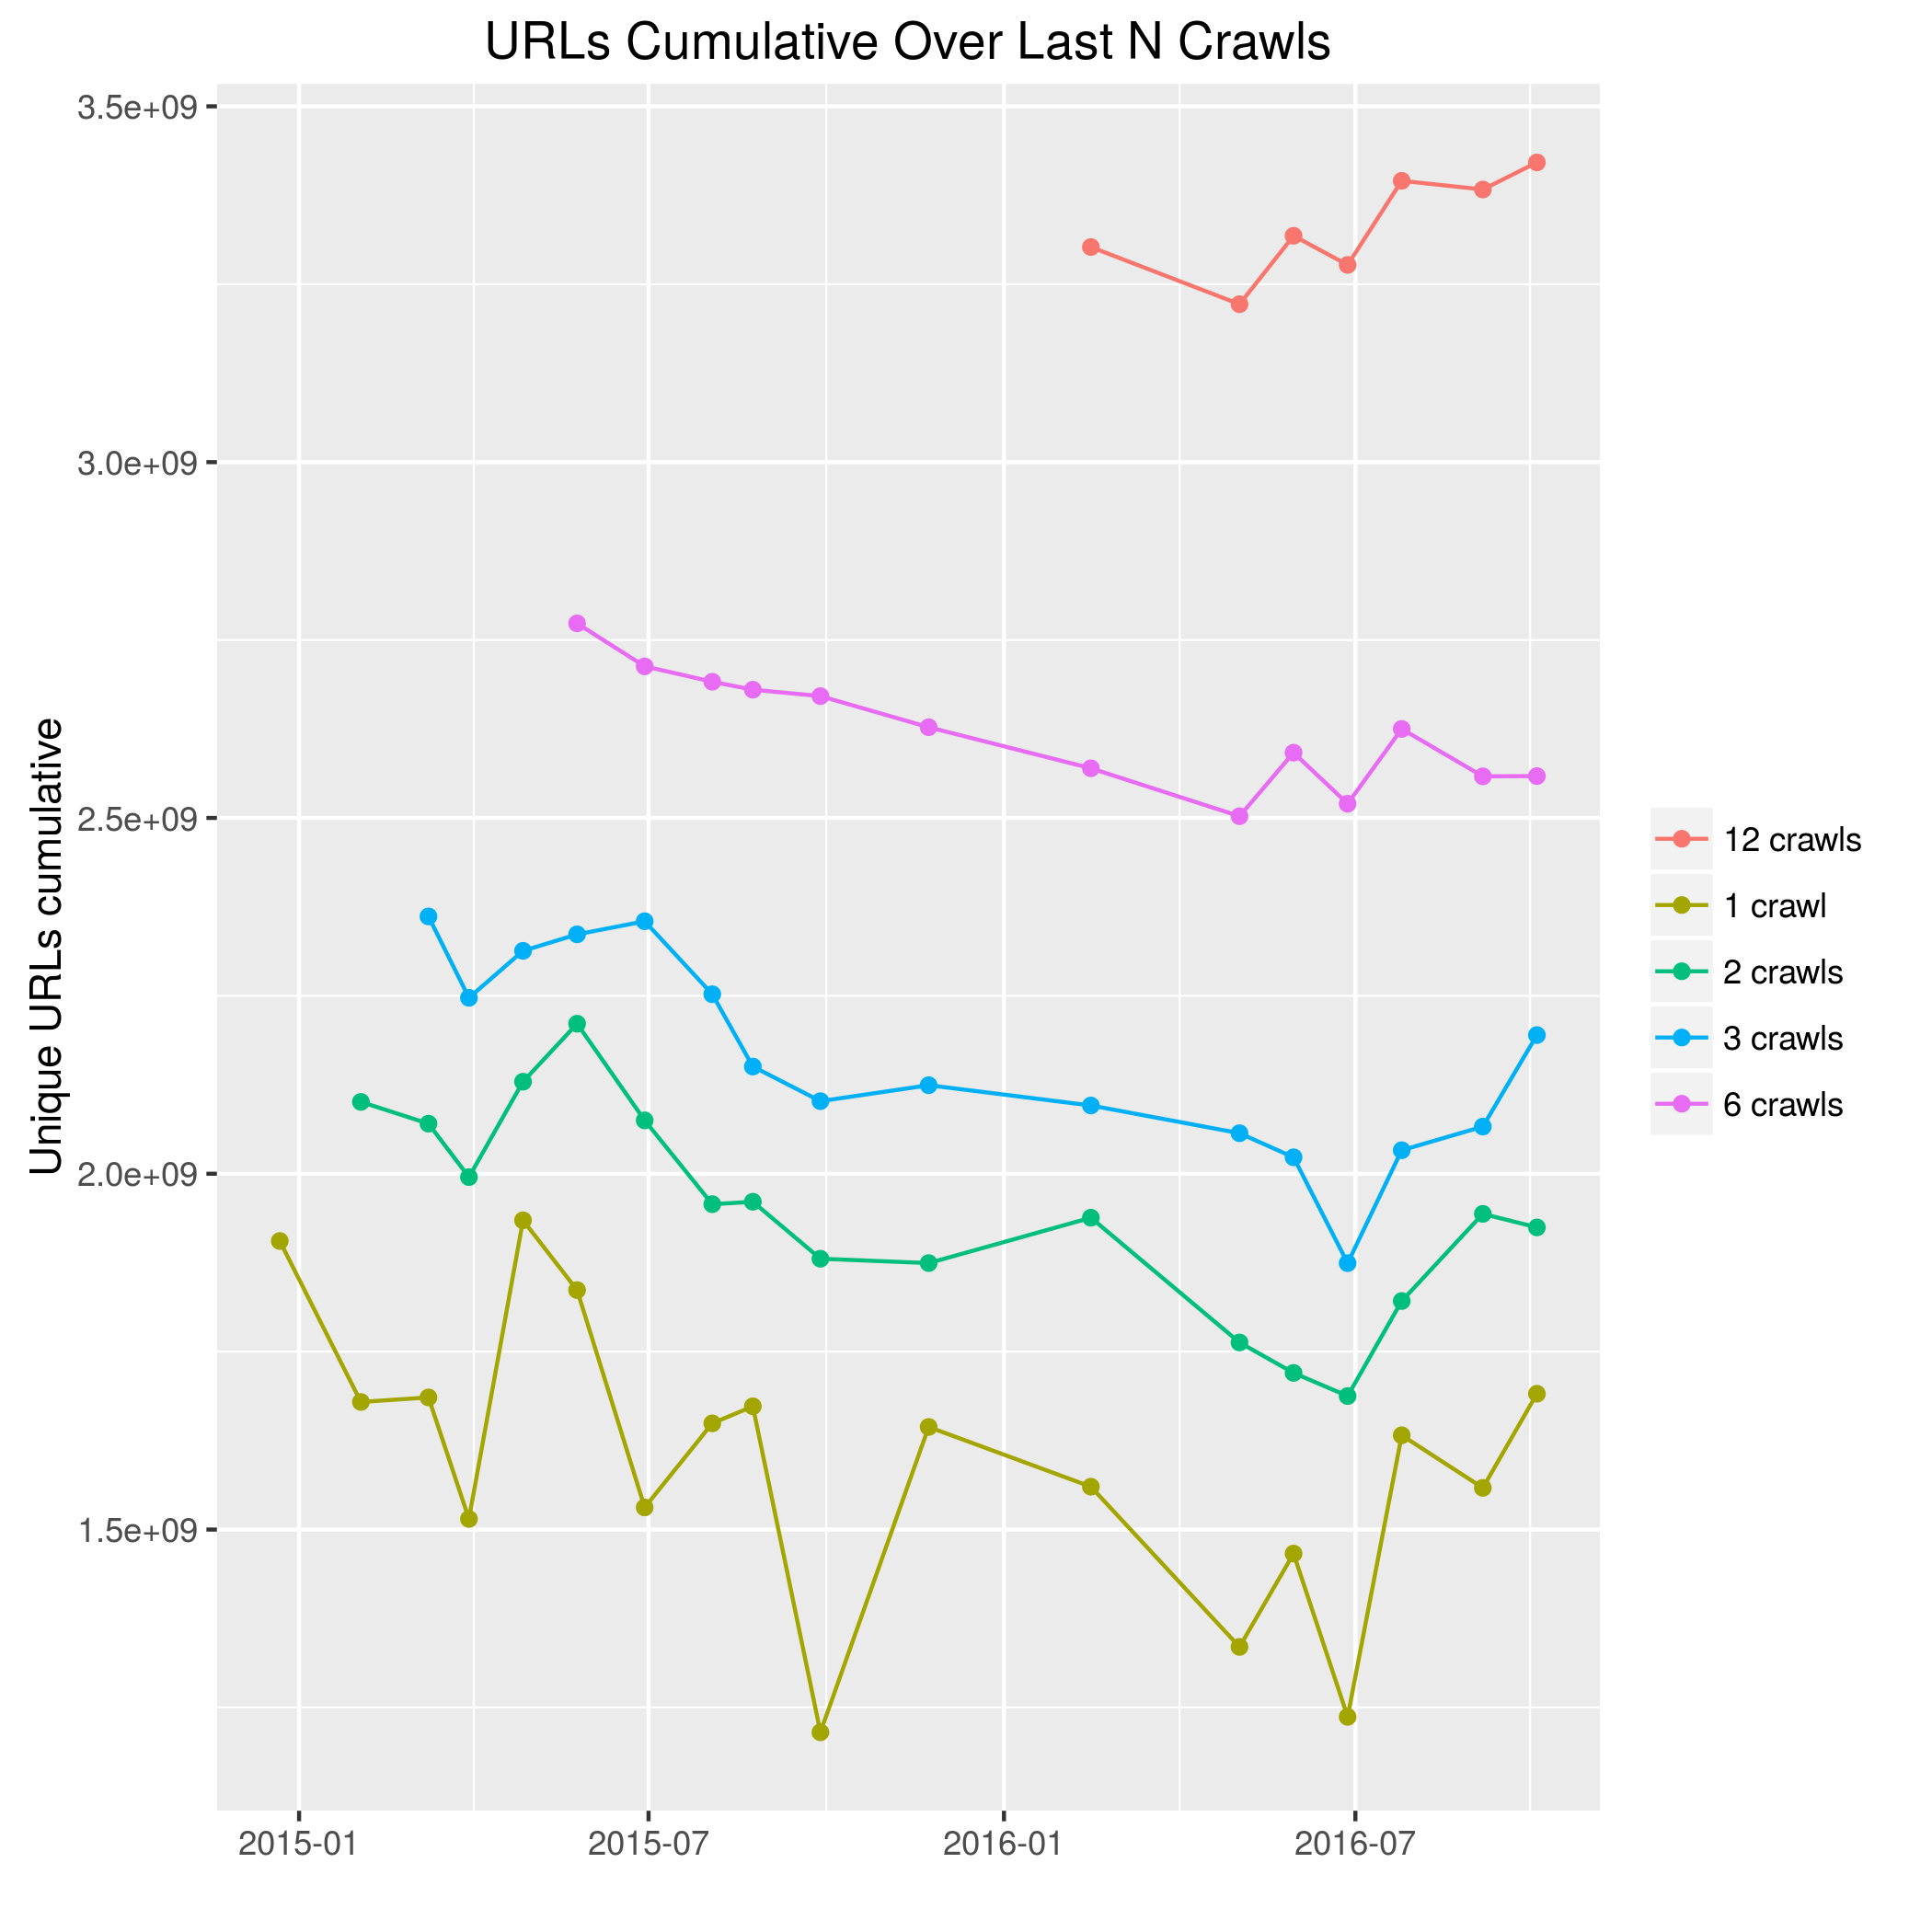 URLs Cumulative Over Last N Crawls
3.5e+09
3.0e+09
2.5e+09
2.0e+09
1.5e+09
Unique URLs cumulative
2015-01
2015-07
2016-01
2016-07
12 crawls
1 crawl
2 crawls
3 crawls
6 crawls